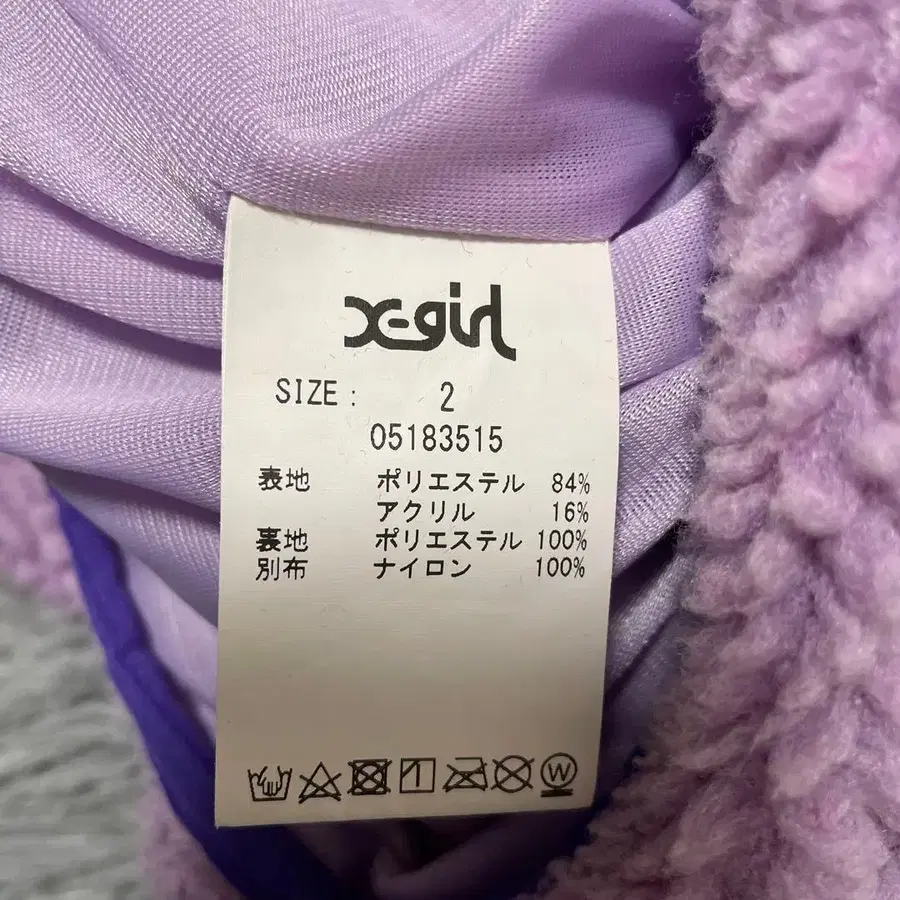 X-girl
SIZE : 2
05183515
表地 ポリエステル 84%
アクリル 16%
裏地 ポリエステル 100%
別布 ナイロン 100%
W